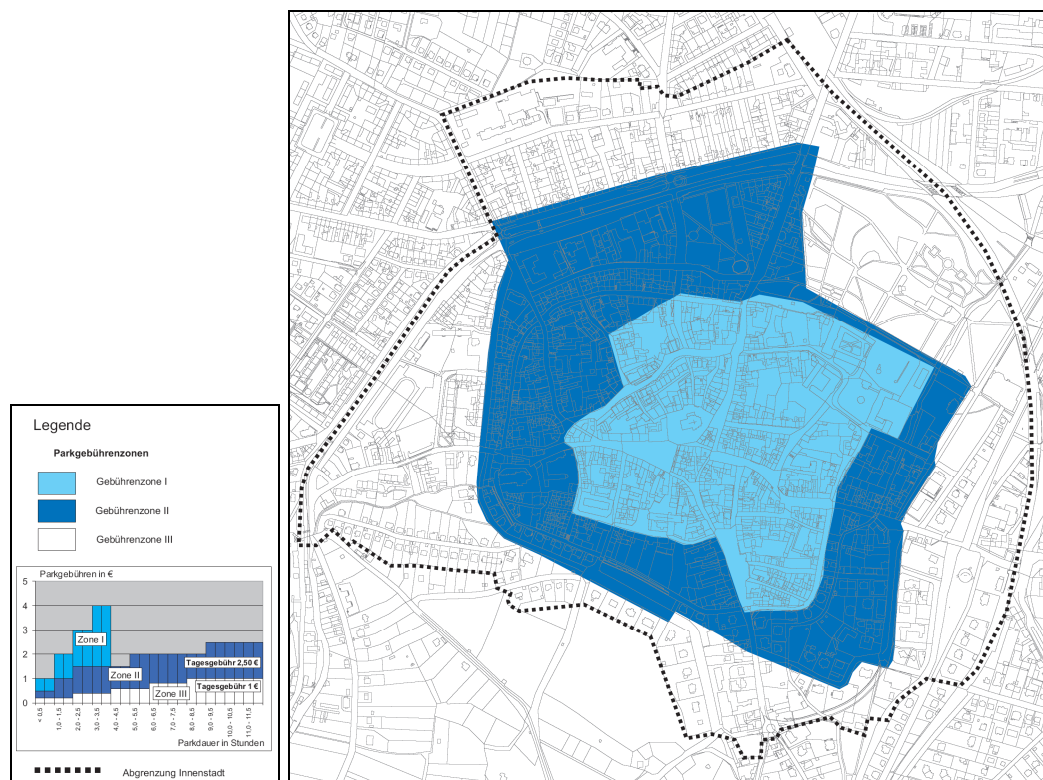 Legende
Parkgebührenzonen
Gebührenzone I
Gebührenzone II
Gebührenzone III
Parkgebühren in €
5
4
3
2
1
0
Zone I
Zone II
Zone III
Tagesgebühr 2,50 €
Tagesgebühr 1 €
< 0,5
1,0 - 1,5
2,0 - 2,5
3,0 - 3,5
4,0 - 4,5
5,0 - 5,5
6,0 - 6,5
7,0 - 7,5
8,0 - 8,5
9,0 - 9,5
10,0 - 10,5
11,0 - 11,5
Parkdauer in Stunden
Abgrenzung Innenstadt